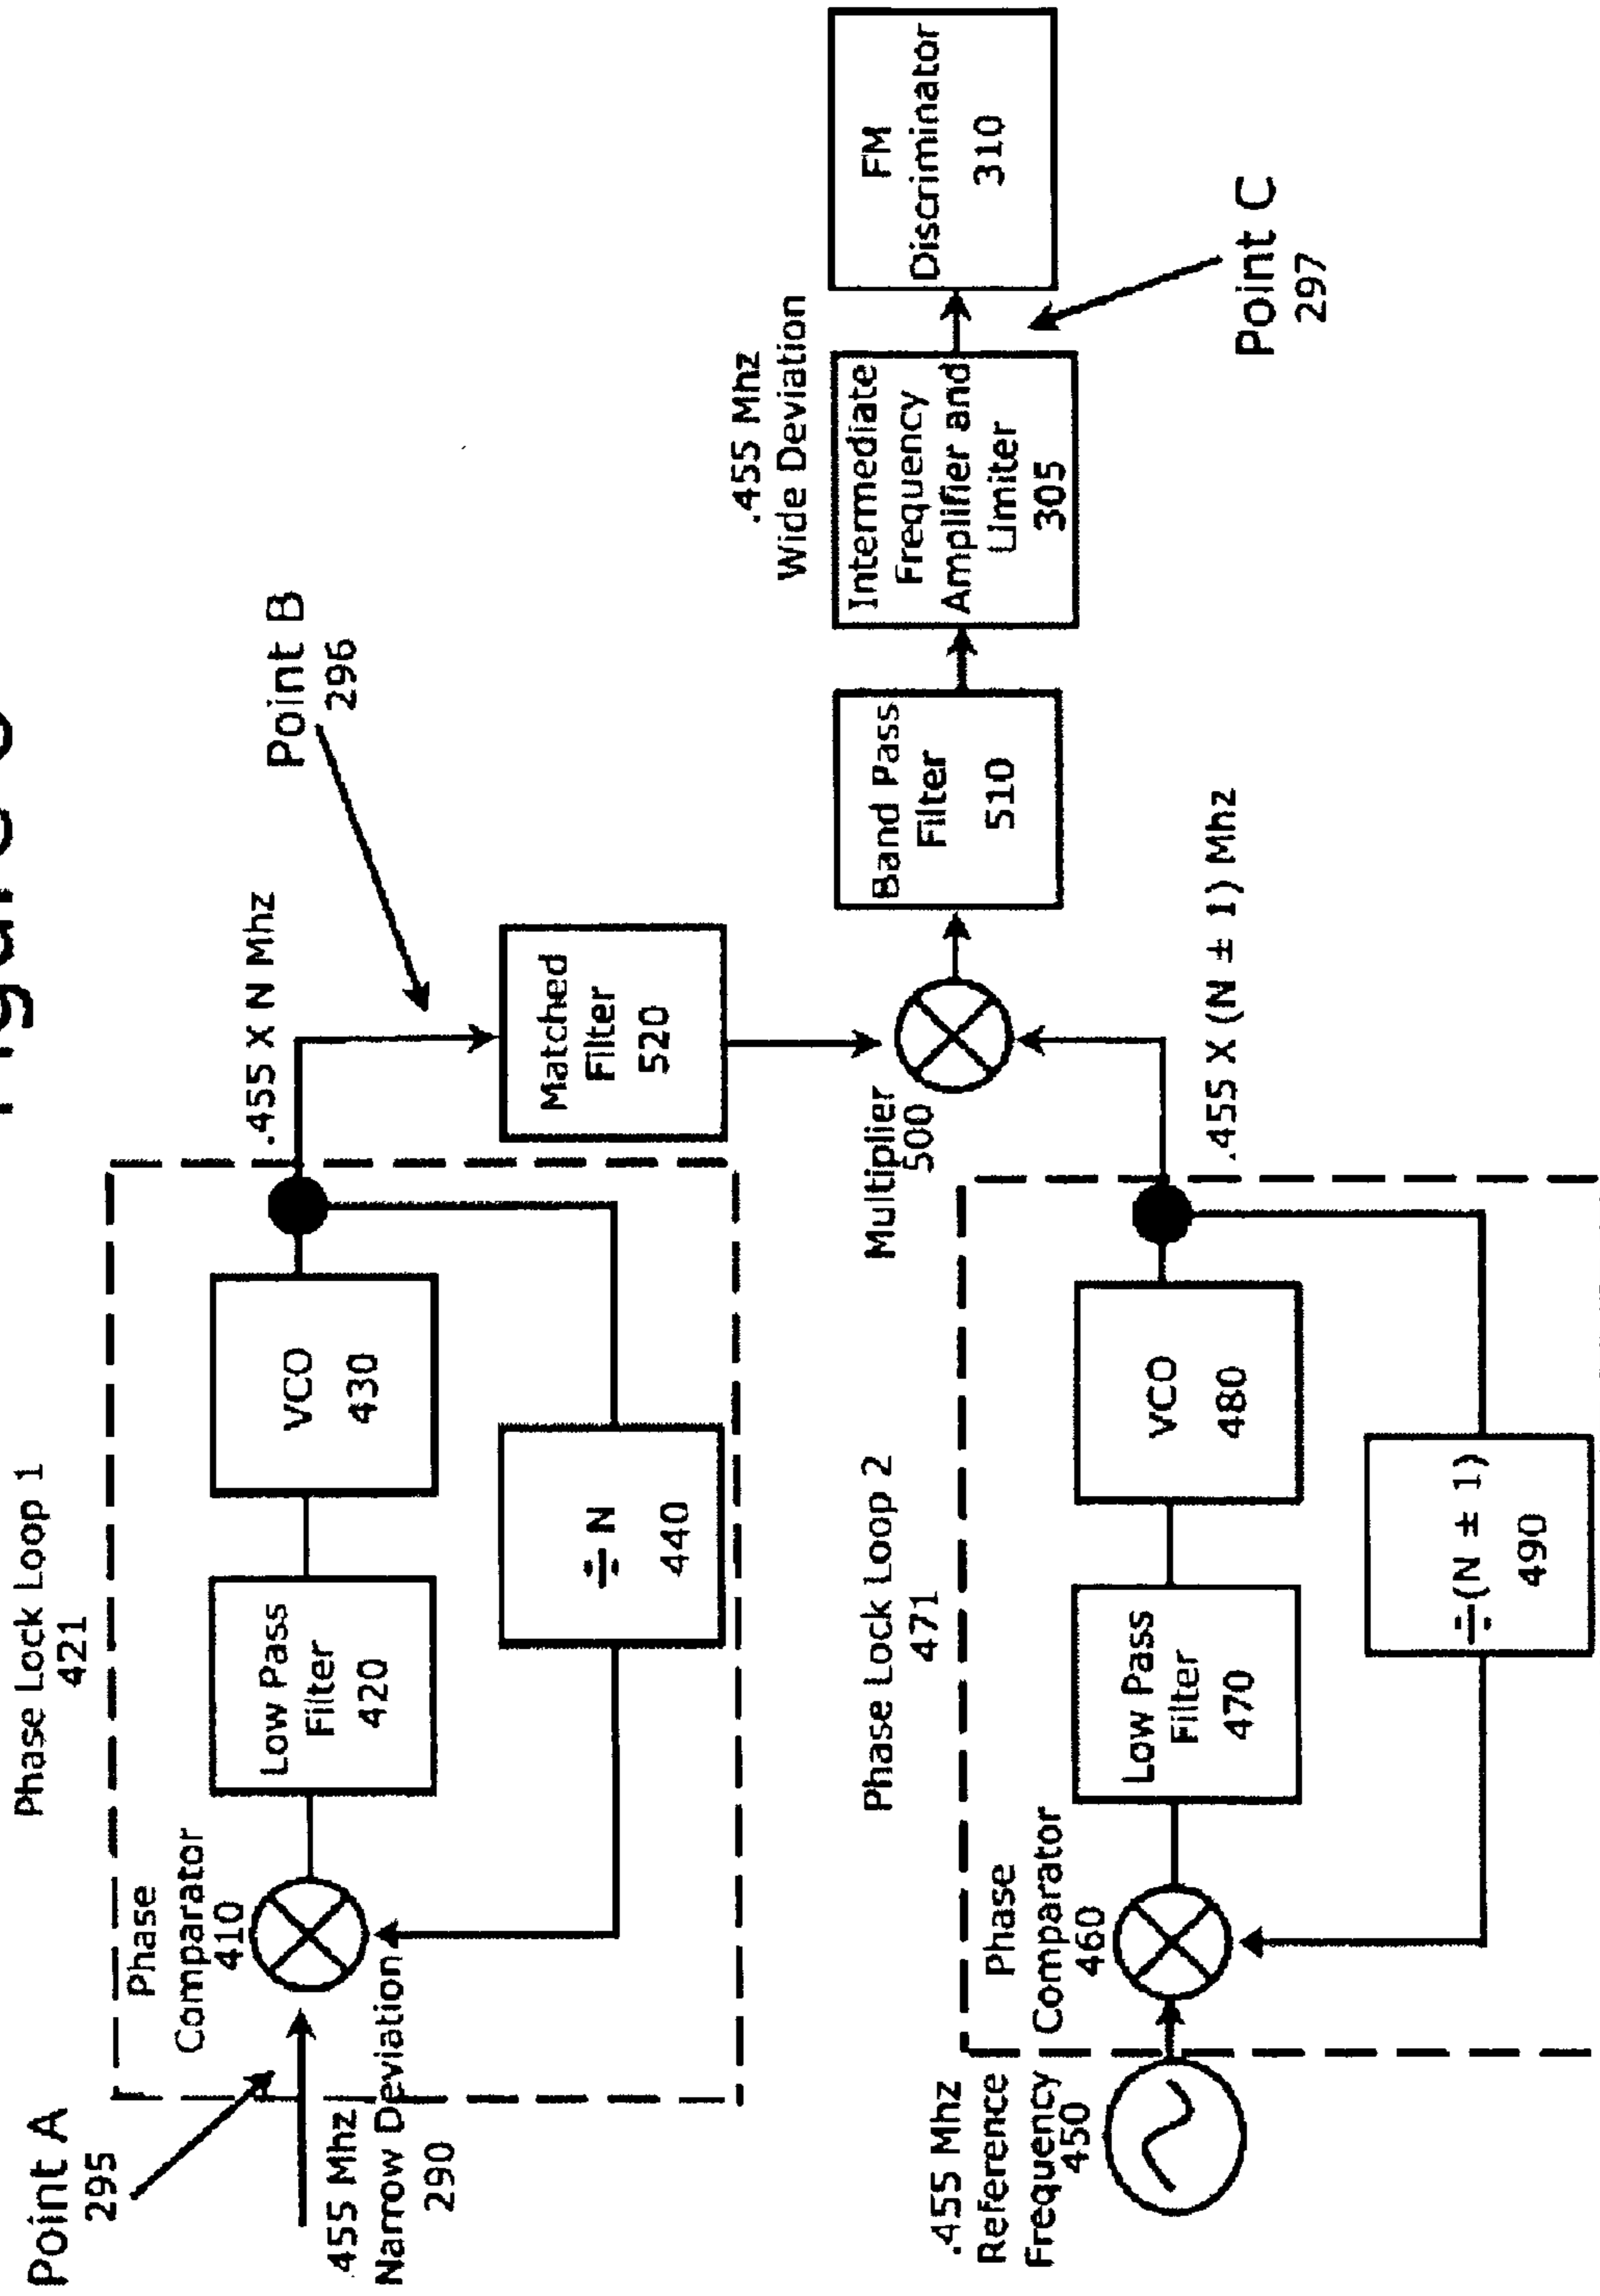 Phase Lock Loop 1
421
Point A
295
.455 Mhz
Narrow Deviation
290
Phase
Comparator
410
Low Pass
Filter
420
VCO
430
÷ N
440
.455 X N Mhz
Point B
296
Matched
Filter
520
Multiplier
500
Band Pass
Filter
510
.455 Mhz
Wide Deviation
Intermediate
Frequency
Amplifier and
Limiter
305
FM
Discriminator
310
Point C
297
Phase Lock Loop 2
471
.455 Mhz
Reference
Frequency
450
Phase
Comparator
460
Low Pass
Filter
470
VCO
480
÷(N ± 1)
490
.455 X (N ± 1) Mhz